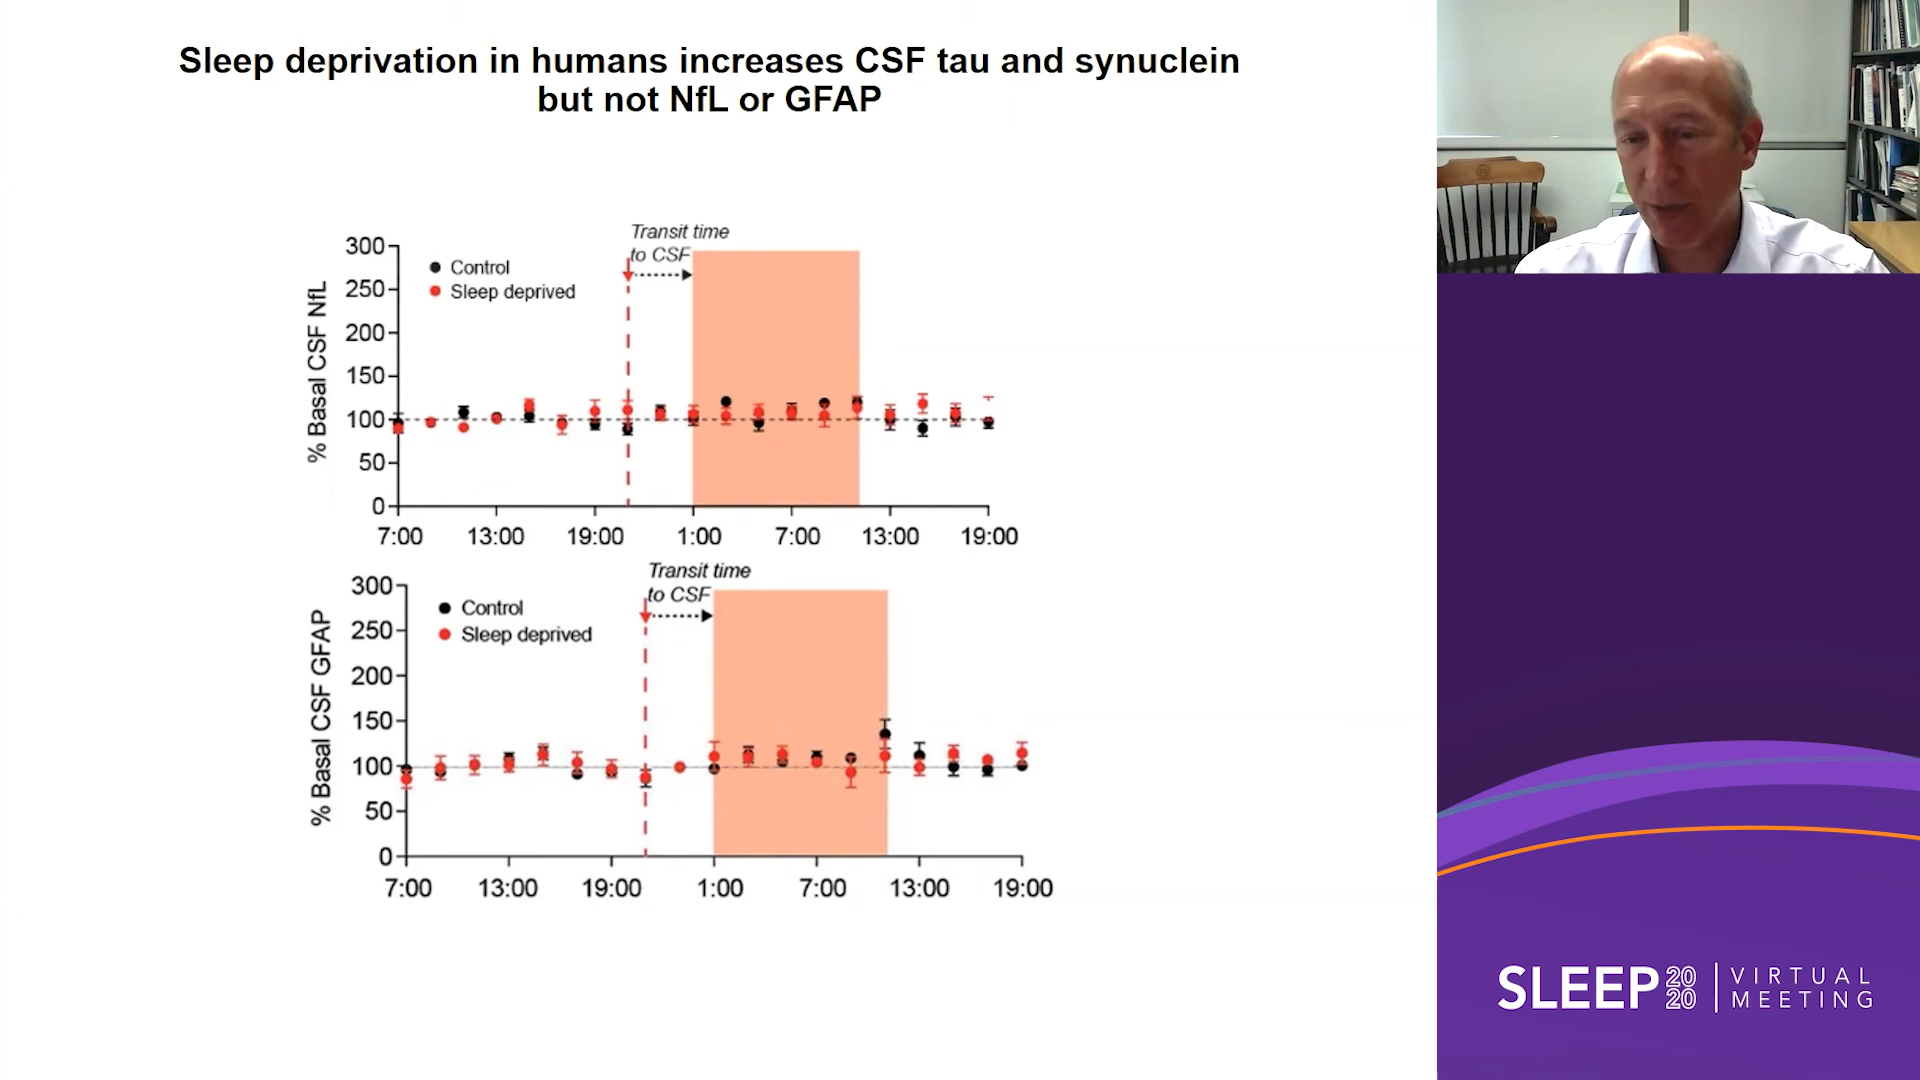 Sleep deprivation in humans increases CSF tau and synuclein
but not NfL or GFAP
Transit time
to CSF
Control
Sleep deprived
% Basal CSF NfL
300
250
200
150
100
50
0
7:00 13:00 19:00 1:00 7:00 13:00 19:00
Transit time
to CSF
Control
Sleep deprived
% Basal CSF GFAP
300
250
200
150
100
50
0
7:00 13:00 19:00 1:00 7:00 13:00 19:00
SLEEP 2020 VIRTUAL
MEETING